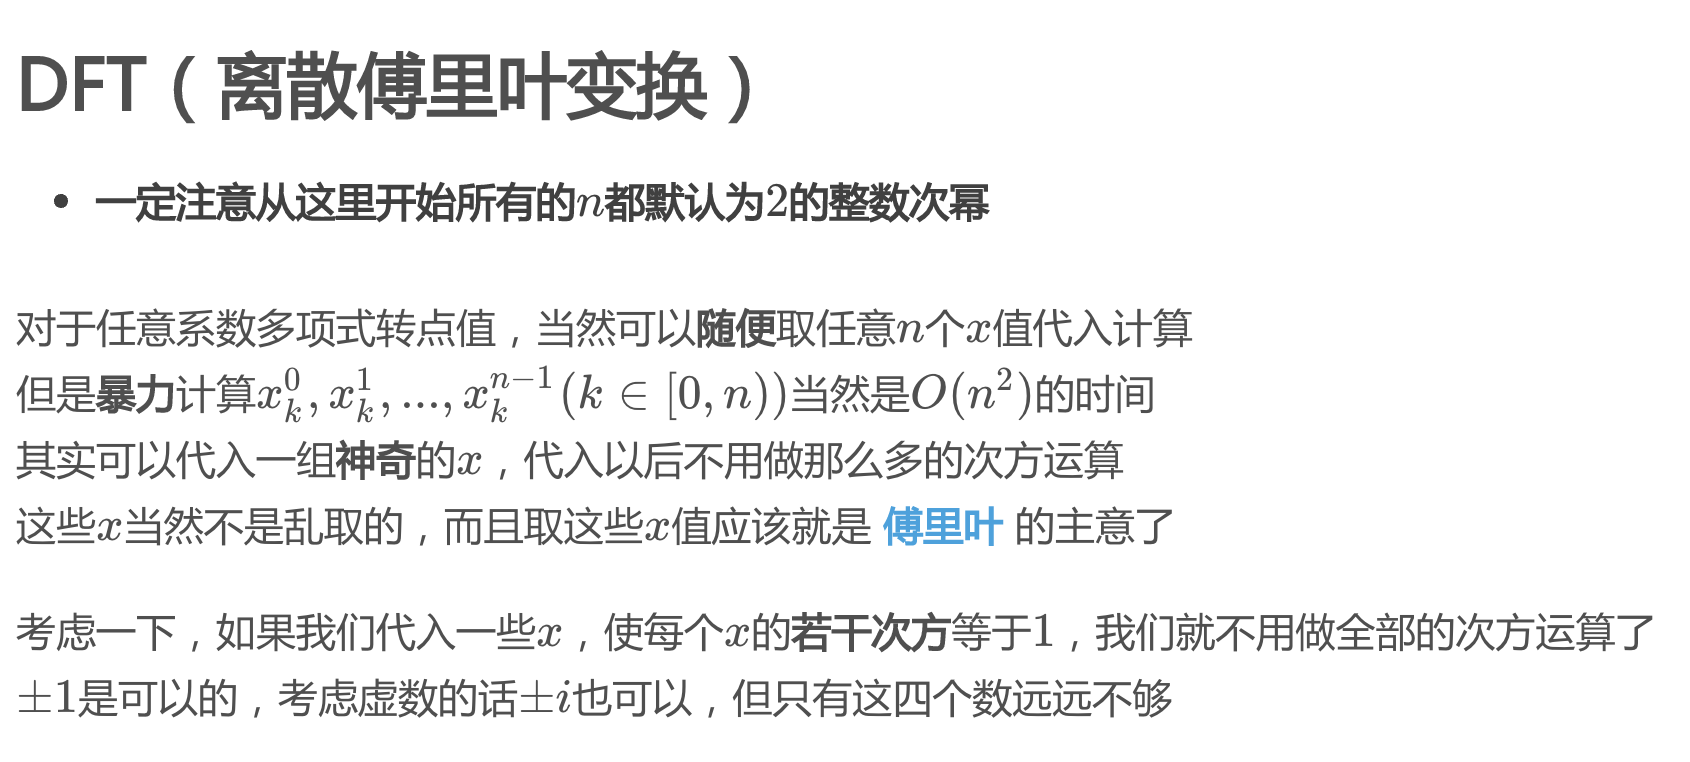 DFT（离散傅里叶变换）
• 一定注意从这里开始所有的n都默认为2的整数次幂
对于任意系数多项式转点值，当然可以随便取任意n个x值代入计算
但是暴力计算x_k^0, x_k^1, ..., x_k^{n-1}(k ∈ [0, n))当然是O(n^2)的时间
其实可以代入一组神奇的x，代入以后不用做那么多的次方运算
这些x当然不是乱取的，而且取这些x值应该就是 傅里叶 的主意了
考虑一下，如果我们代入一些x，使每个x的若干次方等于1，我们就不用做全部的次方运算了
±1是可以的，考虑虚数的话±i也可以，但只有这四个数远远不够